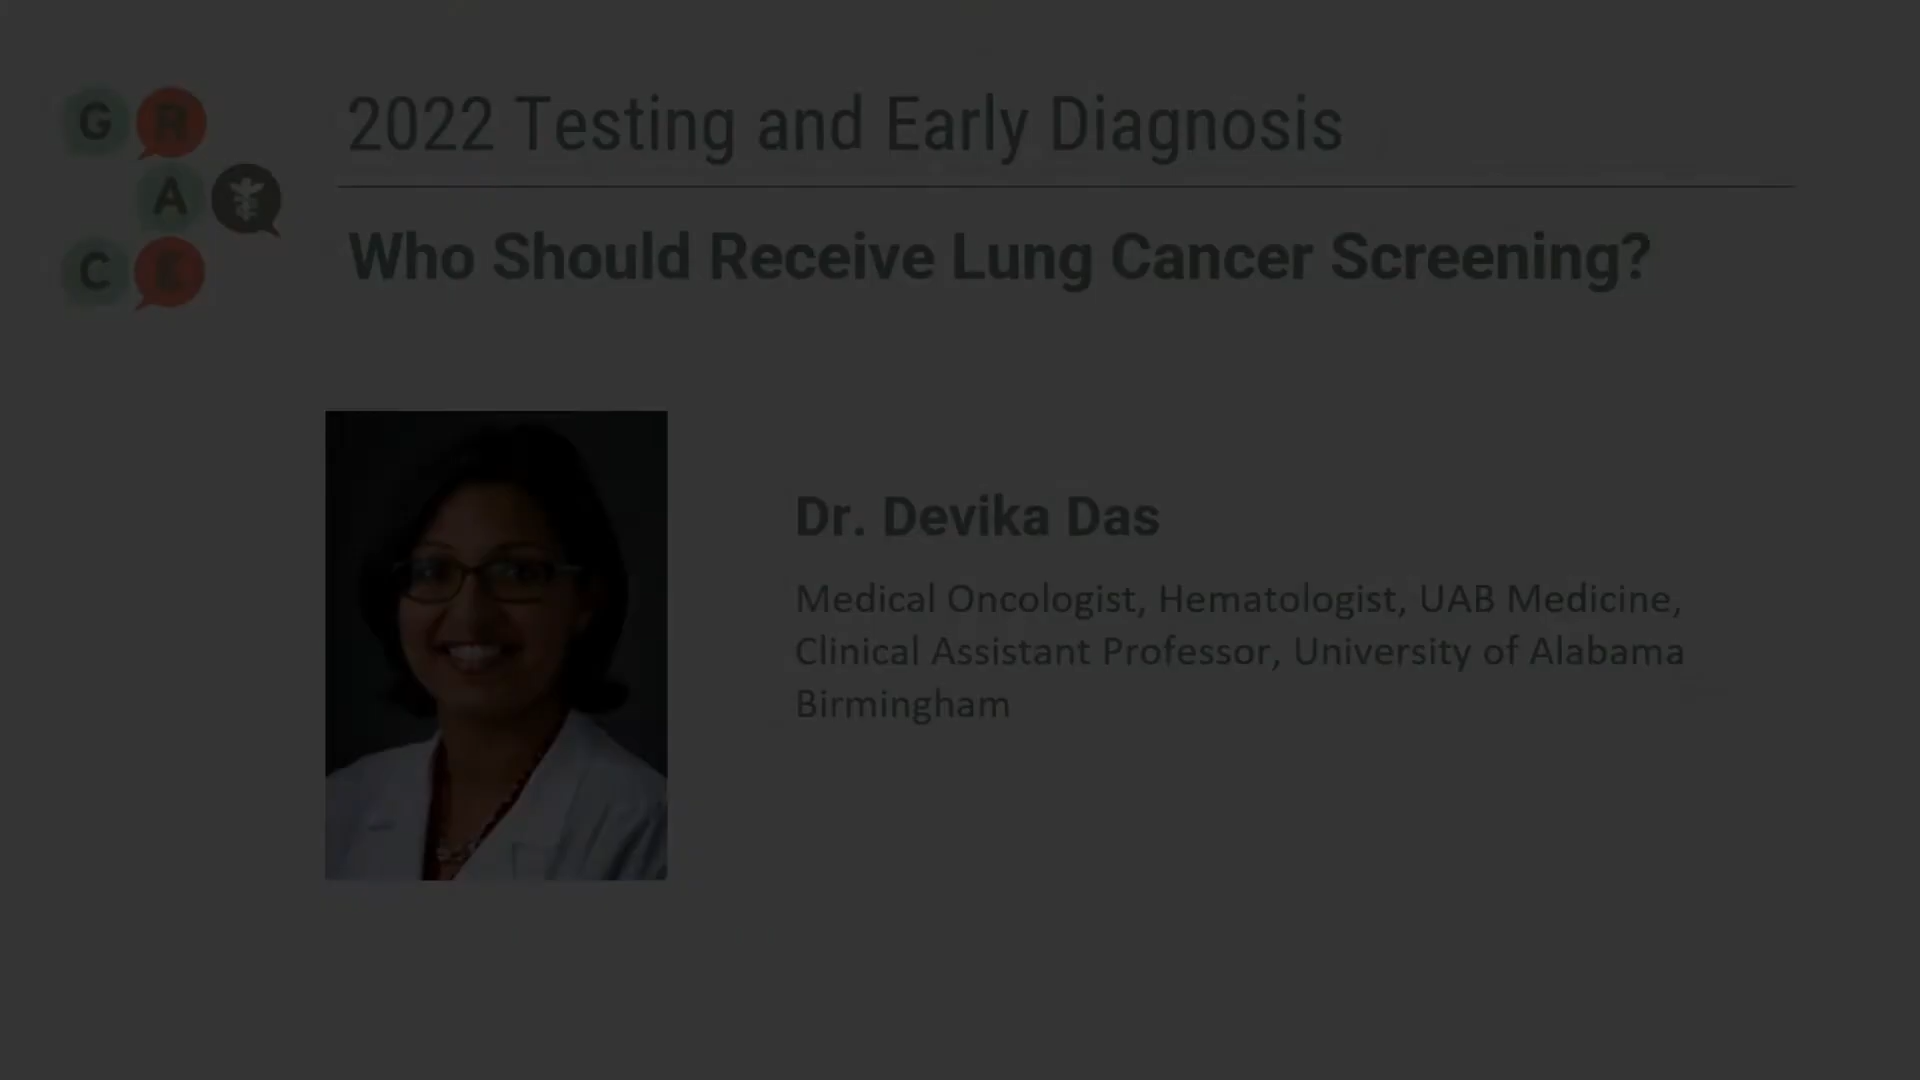 G R
A
C E
2022 Testing and Early Diagnosis
Who Should Receive Lung Cancer Screening?
Dr. Devika Das
Medical Oncologist, Hematologist, UAB Medicine,
Clinical Assistant Professor, University of Alabama
Birmingham